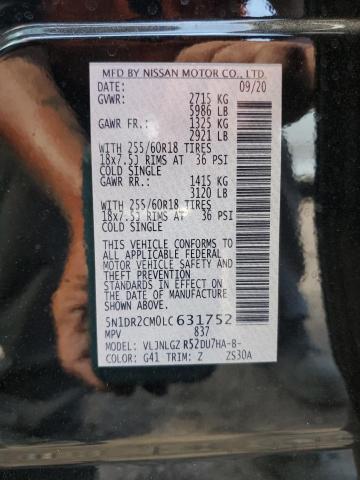 MFD BY NISSAN MOTOR CO., LTD.
DATE: 09/20
GVWR: 2715 KG
5986 LB
GAWR FR.: 1325 KG
2921 LB
WITH 255/60R18 TIRES
18x7.5J RIMS AT 36 PSI
COLD SINGLE
GAWR RR.: 1415 KG
3120 LB
WITH 255/60R18 TIRES
18x7.5J RIMS AT 36 PSI
COLD SINGLE
THIS VEHICLE CONFORMS TO
ALL APPLICABLE FEDERAL
MOTOR VEHICLE SAFETY AND
THEFT PREVENTION STANDARDS
IN EFFECT ON THE DATE OF
MANUFACTURE SHOWN ABOVE.
5N1DR2CM0LC631752
MPV 837
MODEL: VLJNLGZ R52DU7HA-B-
COLOR: G41 TRIM: Z ZS30A